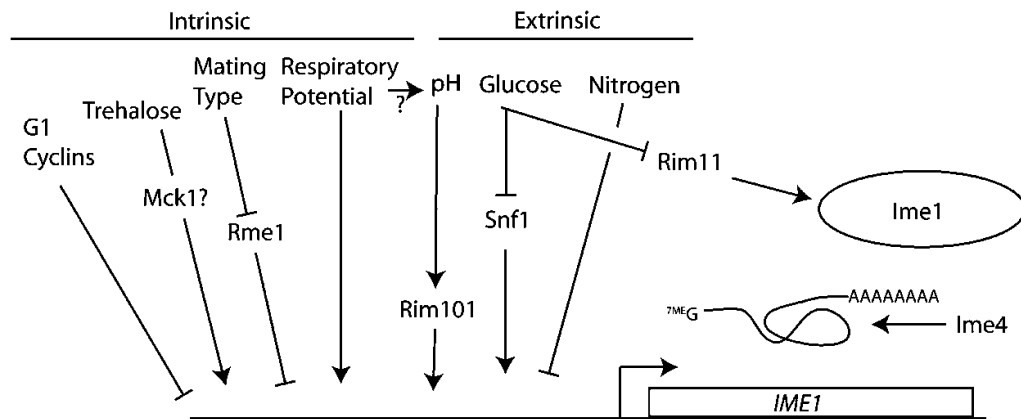 Intrinsic
Extrinsic
Mating
Type
Respiratory
Potential
?
pH
Glucose
Nitrogen
Trehalose
G1
Cyclins
Rim11
Mck1?
Rme1
Snf1
Ime1
Rim101
7MEG
AAAAAAAA
Ime4
IME1